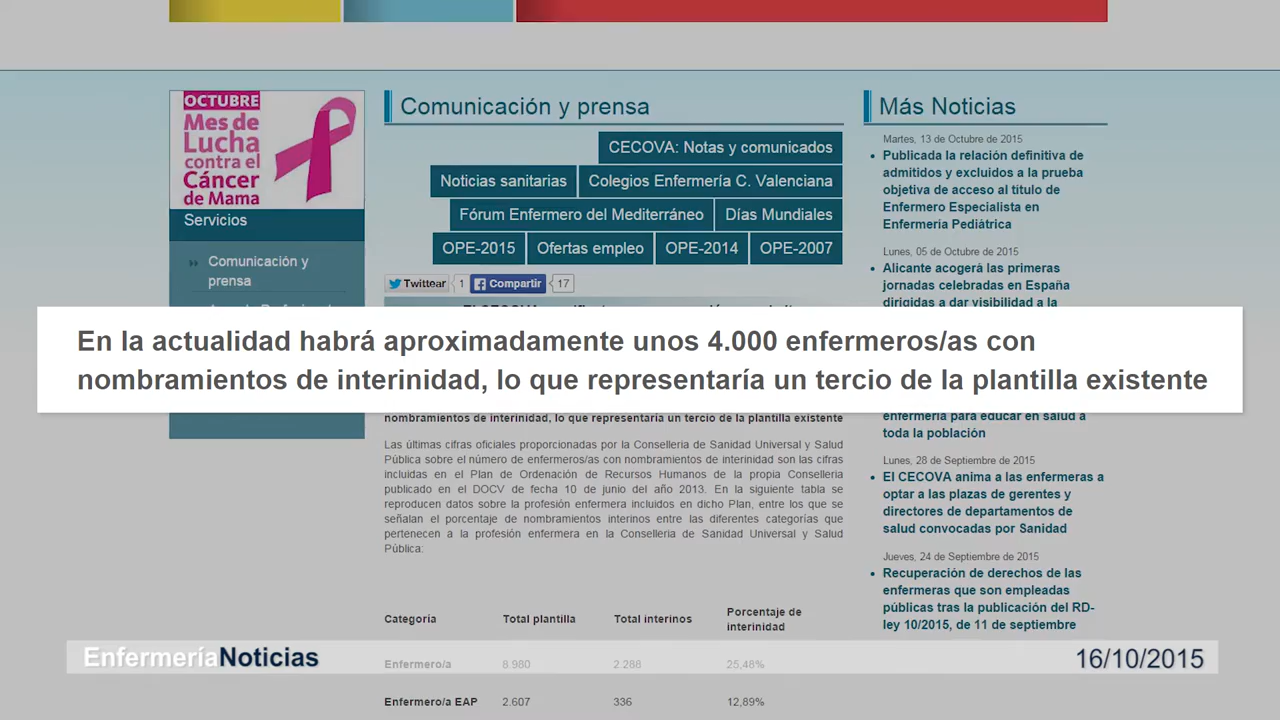 OCTUBRE
Mes de
Lucha
contra el
Cáncer
de Mama
Servicios
Comunicación y
prensa
Comunicación y prensa
CECOVA: Notas y comunicados
Noticias sanitarias
Colegios Enfermería C. Valenciana
Fórum Enfermero del Mediterráneo
Días Mundiales
OPE-2015
Ofertas empleo
OPE-2014
OPE-2007
Twittear
1
Compartir
17
En la actualidad habrá aproximadamente unos 4.000 enfermeros/as con
nombramientos de interinidad, lo que representaría un tercio de la plantilla existente
nombramientos de interinidad, lo que representaría un tercio de la plantilla existente
Las últimas cifras oficiales proporcionadas por la Conselleria de Sanidad Universal y Salud
Pública sobre el número de enfermeros/as con nombramientos de interinidad son las cifras
incluidas en el Plan de Ordenación de Recursos Humanos de la propia Conselleria
publicado en el DOCV de fecha 10 de junio del año 2013. En la siguiente tabla se
reproducen datos sobre la profesión enfermera incluidos en dicho Plan, entre los que se
señalan el porcentaje de nombramientos interinos entre las diferentes categorías que
pertenecen a la profesión enfermera en la Conselleria de Sanidad Universal y Salud
Pública:
Categoría Total plantilla Total interinos Porcentaje de
interinidad
Enfermero/a 8.980 2.288 25,48%
Enfermero/a EAP 2.607 336 12,89%
Más Noticias
Martes, 13 de Octubre de 2015
Publicada la relación definitiva de
admitidos y excluidos a la prueba
objetiva de acceso al título de
Enfermero Especialista en
Enfermería Pediátrica
Lunes, 05 de Octubre de 2015
Alicante acogerá las primeras
jornadas celebradas en España
dirigidas a dar visibilidad a la
enfermería para educar en salud a
toda la población
Lunes, 28 de Septiembre de 2015
El CECOVA anima a las enfermeras a
optar a las plazas de gerentes y
directores de departamentos de
salud convocadas por Sanidad
Jueves, 24 de Septiembre de 2015
Recuperación de derechos de las
enfermeras que son empleadas
públicas tras la publicación del RD-
ley 10/2015, de 11 de septiembre
EnfermeríaNoticias
16/10/2015